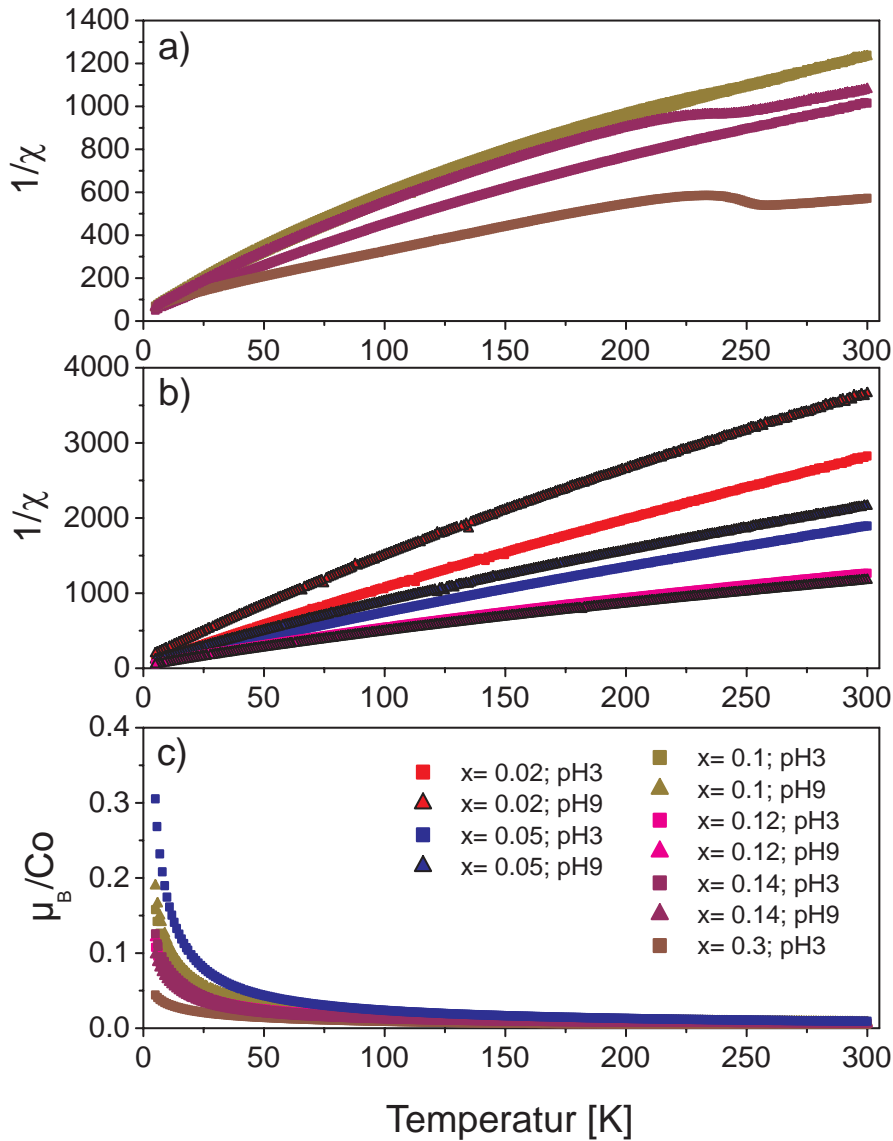 1400
a)
1200
1000
800
600
400
200
0
1/χ
0 50 100 150 200 250 300
4000
b)
3000
2000
1000
0
1/χ
0 50 100 150 200 250 300
0.4
c)
0.3
0.2
0.1
0.0
μB/Co
x= 0.02; pH3
x= 0.02; pH9
x= 0.05; pH3
x= 0.05; pH9
x= 0.1; pH3
x= 0.1; pH9
x= 0.12; pH3
x= 0.12; pH9
x= 0.14; pH3
x= 0.14; pH9
x= 0.3; pH3
0 50 100 150 200 250 300
Temperatur [K]